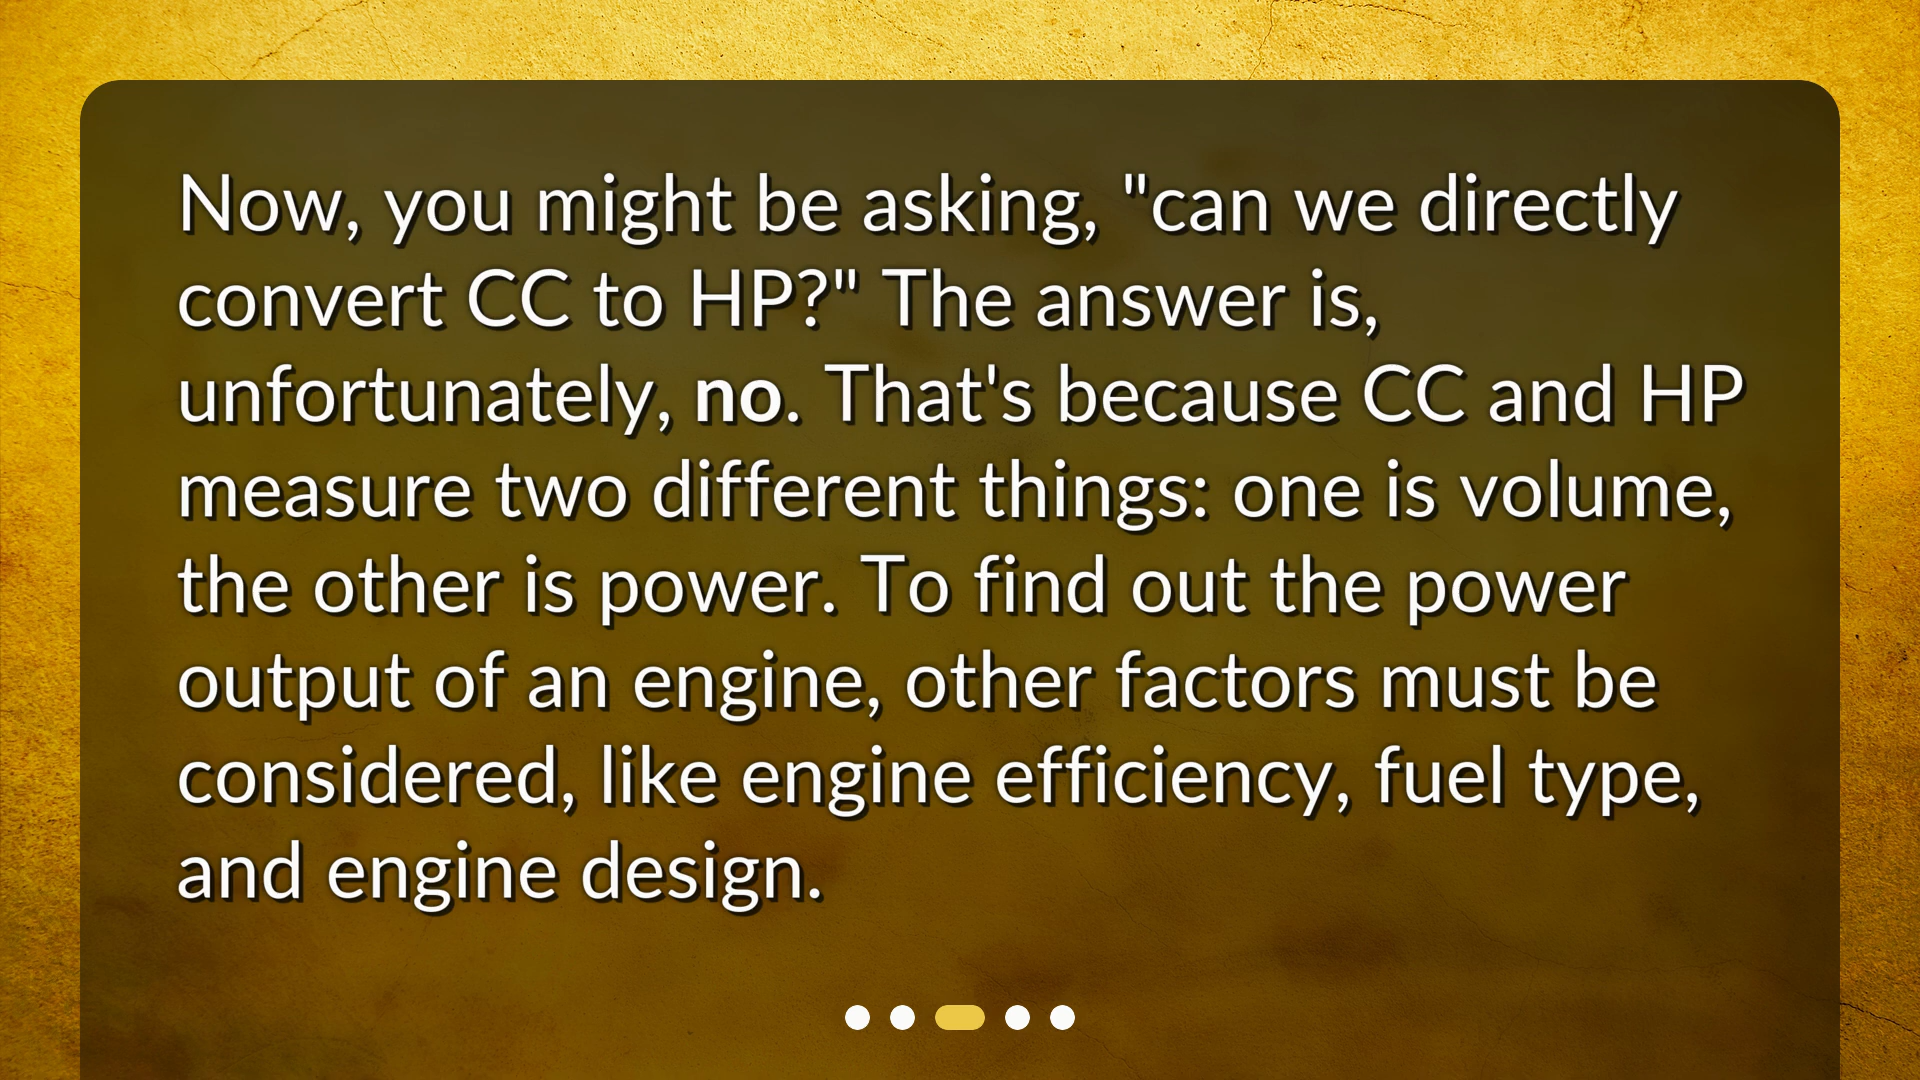 Now, you might be asking, "can we directly
convert CC to HP?" The answer is,
unfortunately, no. That's because CC and HP
measure two different things: one is volume,
the other is power. To find out the power
output of an engine, other factors must be
considered, like engine efficiency, fuel type,
and engine design.